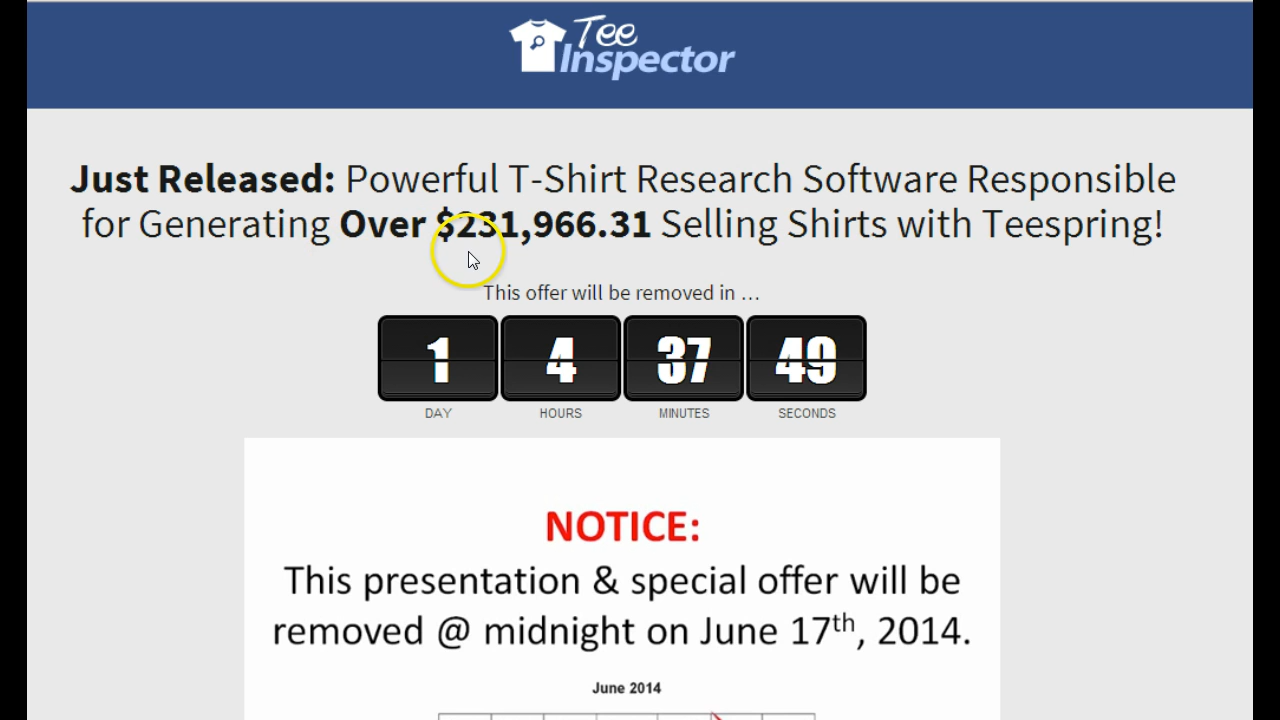 Tee
Inspector
Just Released: Powerful T-Shirt Research Software Responsible
for Generating Over $231,966.31 Selling Shirts with Teespring!
This offer will be removed in ...
1 4 37 49
DAY HOURS MINUTES SECONDS
NOTICE:
This presentation & special offer will be
removed @ midnight on June 17th, 2014.
June 2014